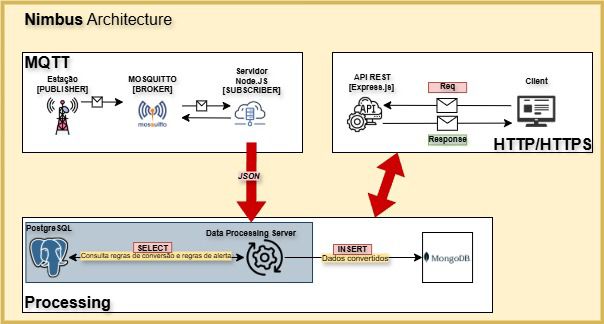 Nimbus Architecture
MQTT
Estação
[PUBLISHER]
MOSQUITTO
[BROKER]
Servidor
Node.JS
[SUBSCRIBER]
mosquitto
API REST
[Express.js]
API
Req
Response
Client
HTTP/HTTPS
JSON
PostgreSQL
SELECT
Consulta regras de conversão e regras de alerta
Data Processing Server
INSERT
Dados convertidos
MongoDB
Processing